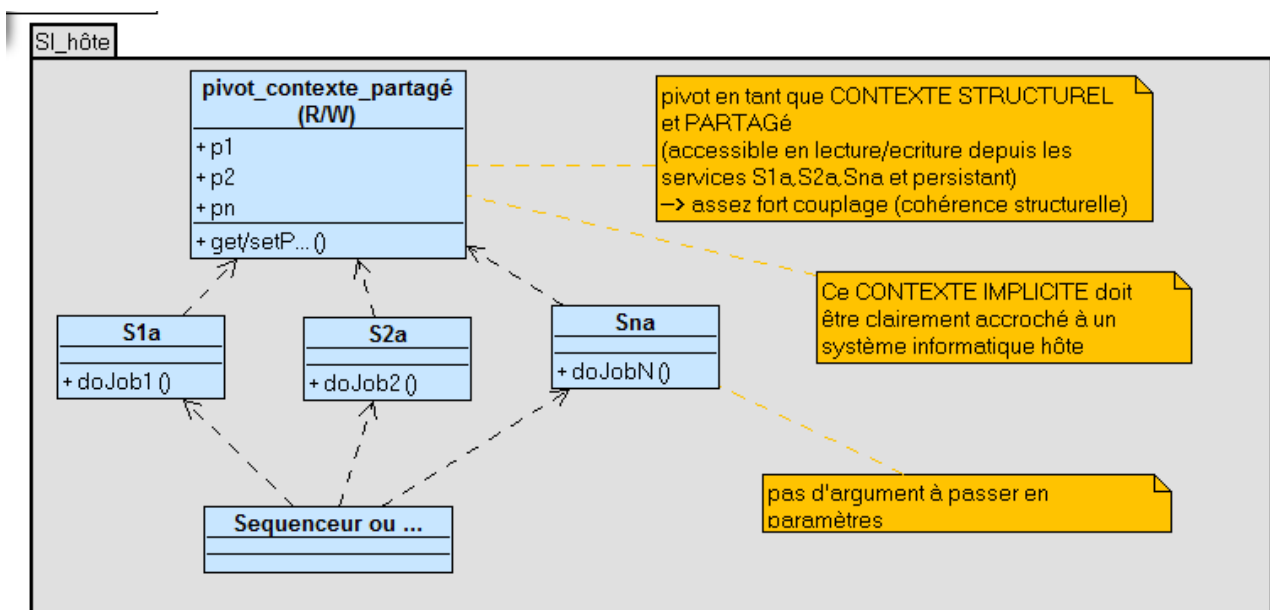 SI_hôte
pivot_contexte_partagé
(R/W)
+ p1
+ p2
+ pn
+ get/setP... ()
pivot en tant que CONTEXTE STRUCTUREL
et PARTAGé
(accessible en lecture/ecriture depuis les
services S1a,S2a,Sna et persistant)
—> assez fort couplage (cohérence structurelle)
Ce CONTEXTE IMPLICITE doit
être clairement accroché à un
système informatique hôte
S1a
+ doJob1 ()
S2a
+ doJob2 ()
Sna
+ doJobN ()
pas d'argument à passer en
paramètres
Sequenceur ou ...